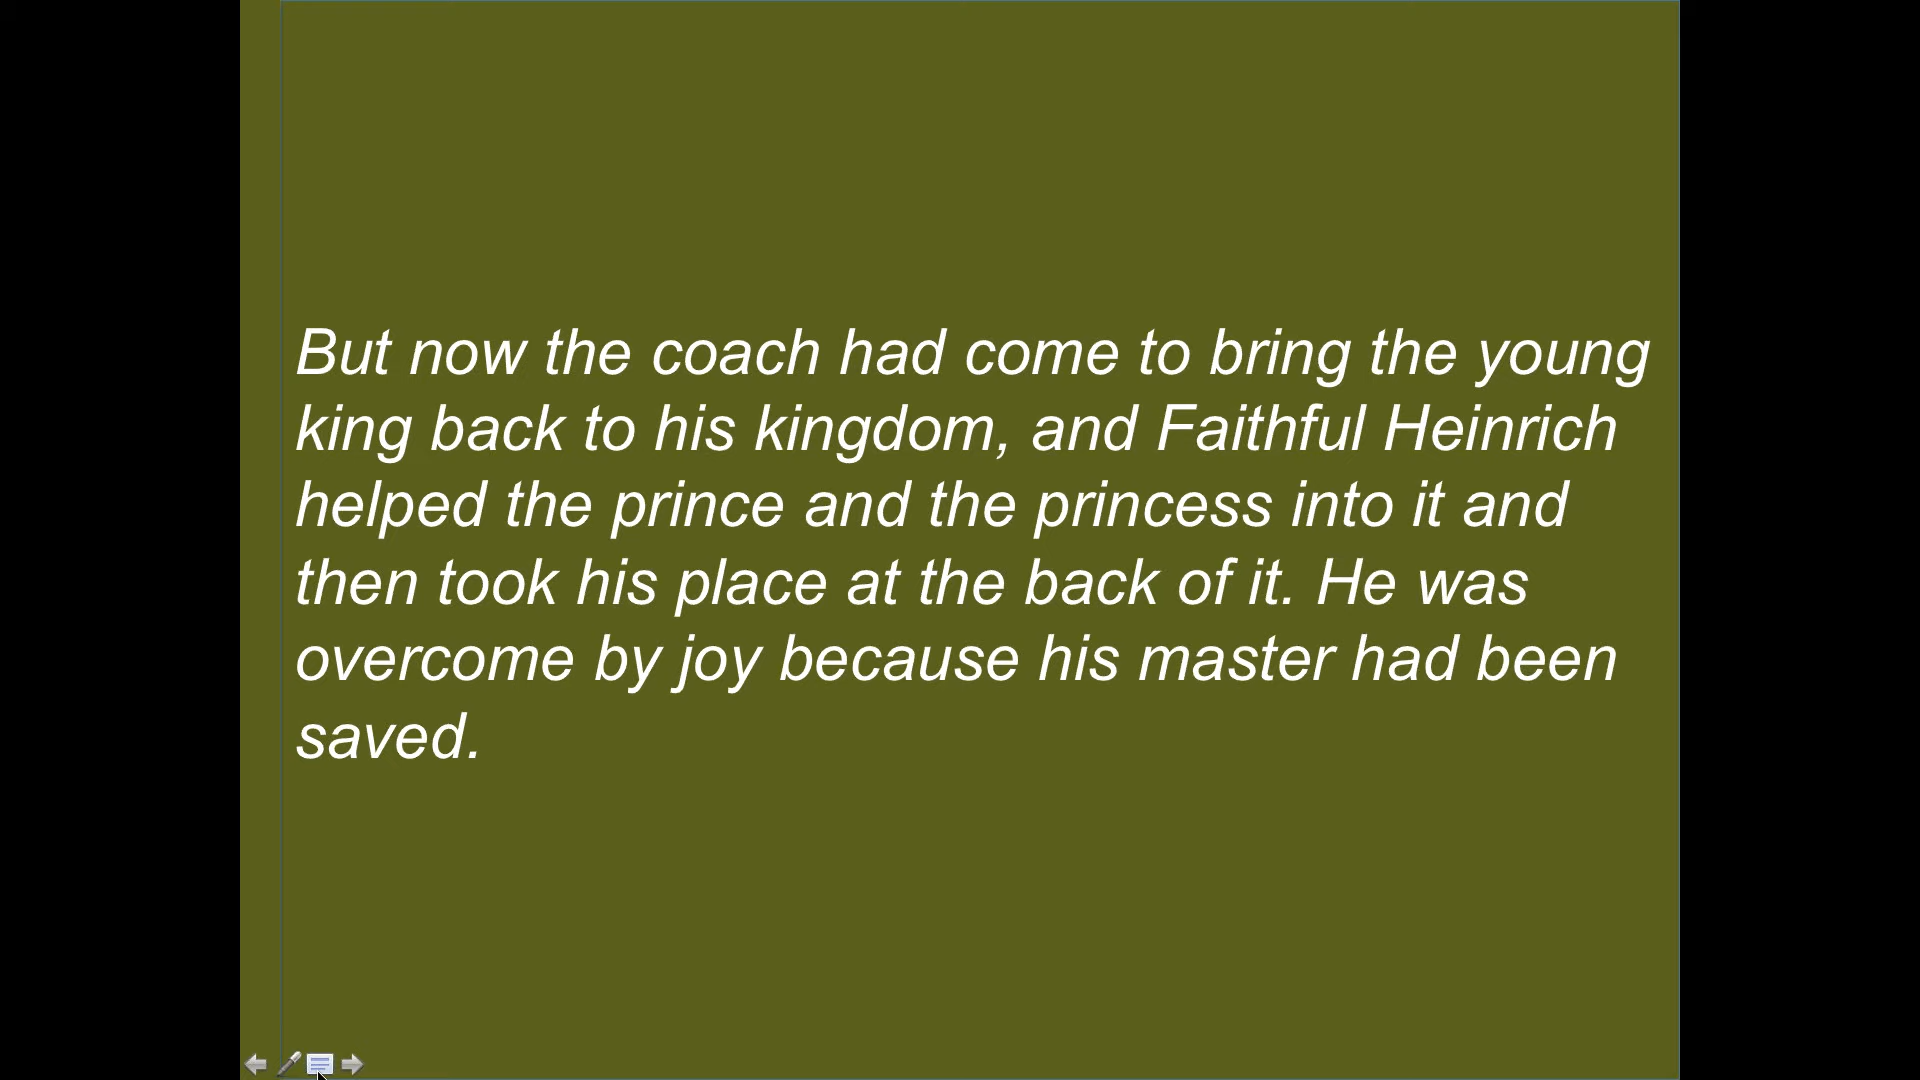 But now the coach had come to bring the young
king back to his kingdom, and Faithful Heinrich
helped the prince and the princess into it and
then took his place at the back of it. He was
overcome by joy because his master had been
saved.